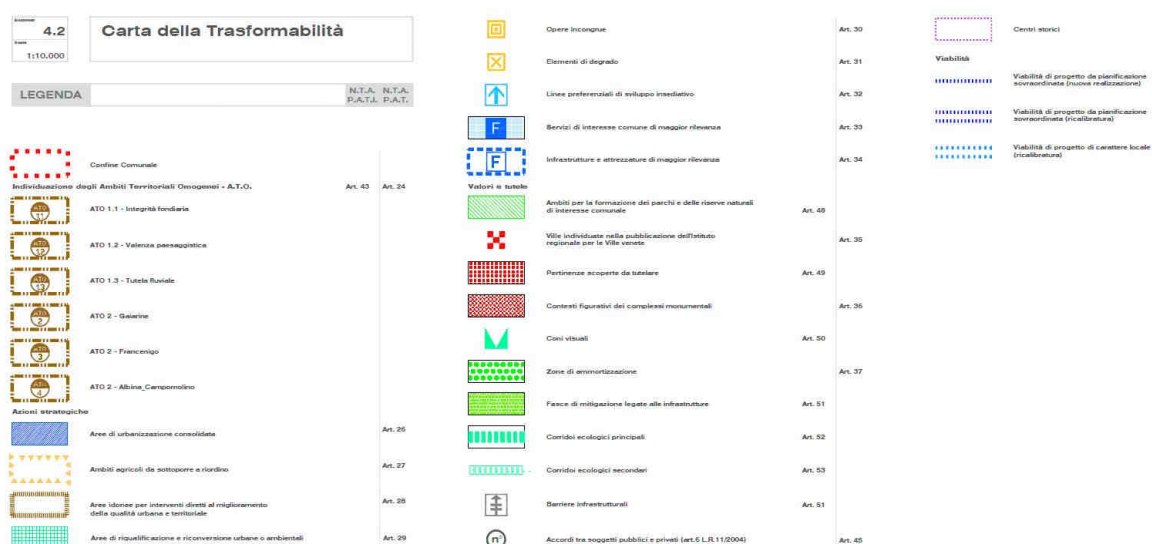 4.2
Carta della Trasformabilità
1:10.000
LEGENDA
N.T.A. N.T.A.
P.A.T.I. P.A.T.
Confine Comunale
Individuazione degli Ambiti Territoriali Omogenei - A.T.O. Art. 43 Art. 24
ATO 1.1 - Integrità fondiaria
ATO 1.2 - Valenza paesaggistica
ATO 1.3 - Tutela fluviale
ATO 2 - Gaiarine
ATO 2 - Francenigo
ATO 2 - Albina_Campomolino
Azioni strategiche
Aree di urbanizzazione consolidata Art. 26
Ambiti agricoli da sottoporre a riordino Art. 27
Aree idonee per interventi diretti al miglioramento Art. 28
della qualità urbana e territoriale
Aree di riqualificazione e riconversione urbane o ambientali Art. 29
Opere incongrue Art. 30
Elementi di degrado Art. 31
Linee preferenziali di sviluppo insediativo Art. 32
F Servizi di interesse comune di maggior rilevanza Art. 33
F Infrastrutture e attrezzature di maggior rilevanza Art. 34
Valori e tutele
Ambiti per la formazione dei parchi e delle riserve naturali
di interesse comunale Art. 48
Ville individuate nella pubblicazione dell'Istituto
regionale per le Ville venete Art. 35
Pertinenze scoperte da tutelare Art. 49
Contesti figurativi dei complessi monumentali Art. 36
Coni visuali Art. 50
Zone di ammortizzazione Art. 37
Fasce di mitigazione legate alle infrastrutture Art. 51
Corridoi ecologici principali Art. 52
Corridoi ecologici secondari Art. 53
Barriere infrastrutturali Art. 51
n° Accordi tra soggetti pubblici e privati (art.6 L.R.11/2004) Art. 45
Centri storici
Viabilità
Viabilità di progetto da pianificazione
sovraordinata (nuova realizzazione)
Viabilità di progetto da pianificazione
sovraordinata (ricalibratura)
Viabilità di progetto di carattere locale
(ricalibratura)